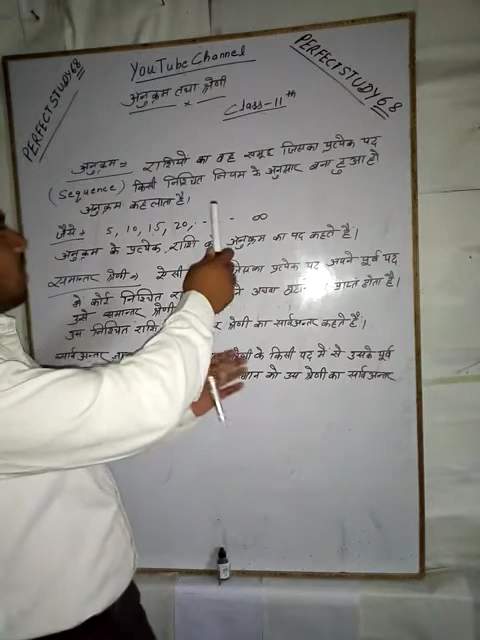 YouTube Channel
PERFECT STUDY 68
PERFECT STUDY 68
अनुक्रम तथा श्रेणी
Class-11th
अनुक्रम :- राशियों का वह समूह जिसका प्रत्येक पद
(Sequence) किसी निश्चित नियम के अनुसार बना हुआ हो
अनुक्रम कहलाता है।
जैसे :- 5, 10, 15, 20, - - - ∞
अनुक्रम के प्रत्येक राशि को अनुक्रम का पद कहते हैं।
समान्तर श्रेणी :- ऐसी जिसका प्रत्येक पद अपने पूर्व पद
में कोई निश्चित अथवा प्राप्त होता है।
उसे समान्तर श्रेणी
उस निश्चित राशि श्रेणी का सार्वअन्तर कहते हैं।
सार्वअन्तर श्रेणी के किसी पद में से उसके पूर्व
मान को उस श्रेणी का सार्वअन्तर